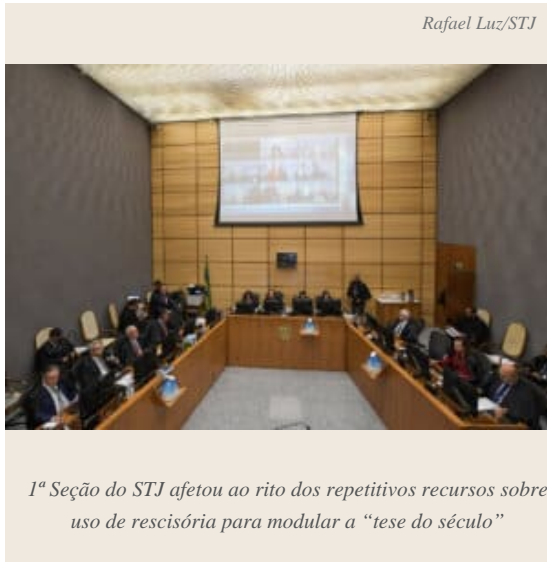 Rafael Luz/STJ
1ª Seção do STJ afetou ao rito dos repetitivos recursos sobre
uso de rescisória para modular a “tese do século”